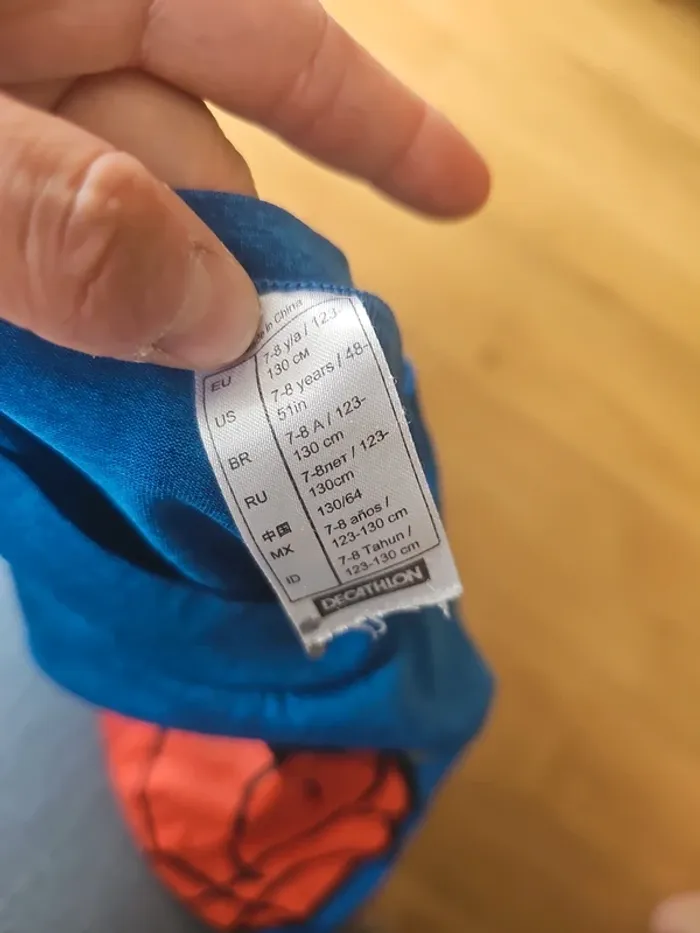 in China
EU 7-8 y/a / 123-
130 CM
US 7-8 years / 48-
51in
BR 7-8 A / 123-
130 cm
RU 7-8лет / 123-
130cm
中国 130/64
MX 7-8 años /
123-130 cm
ID 7-8 Tahun /
123-130 cm
DECATHLON